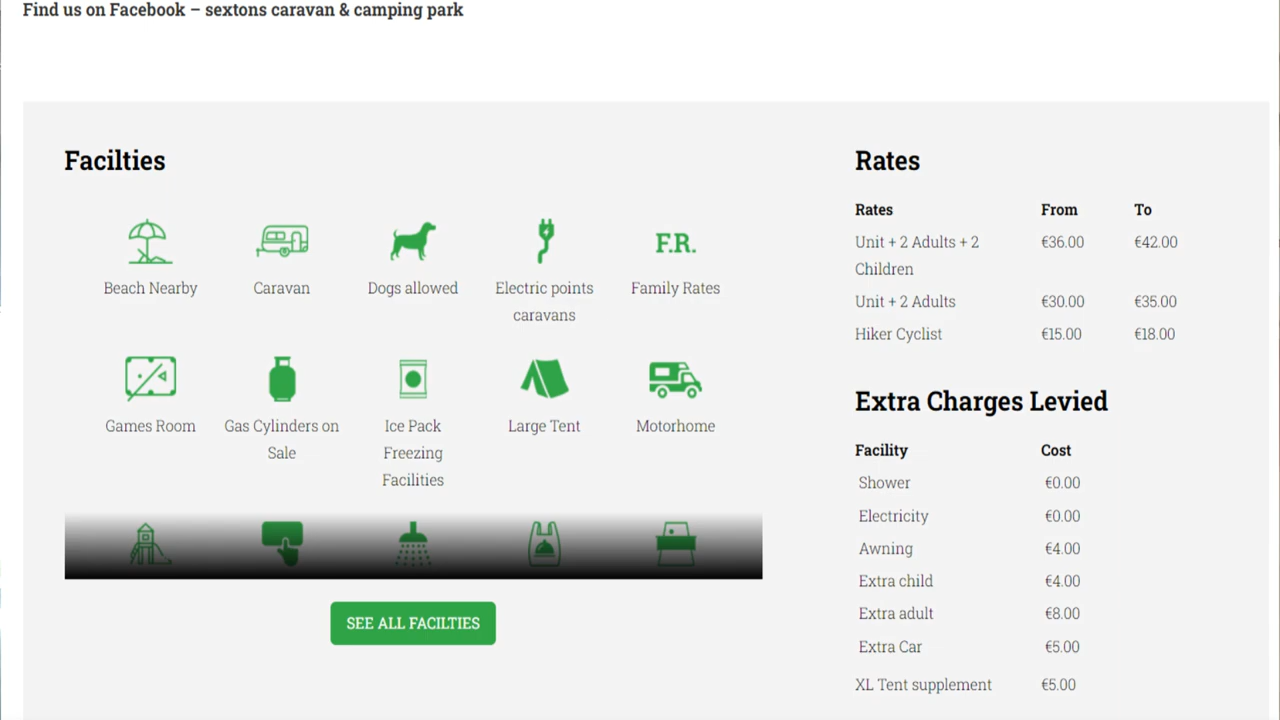 Find us on Facebook – sextons caravan & camping park
Facilties
Beach Nearby
Caravan
Dogs allowed
Electric points
caravans
F.R.
Family Rates
Games Room
Gas Cylinders on
Sale
Ice Pack
Freezing
Facilities
Large Tent
Motorhome
SEE ALL FACILTIES
Rates
Rates From To
Unit + 2 Adults + 2 €36.00 €42.00
Children
Unit + 2 Adults €30.00 €35.00
Hiker Cyclist €15.00 €18.00
Extra Charges Levied
Facility Cost
Shower €0.00
Electricity €0.00
Awning €4.00
Extra child €4.00
Extra adult €8.00
Extra Car €5.00
XL Tent supplement €5.00